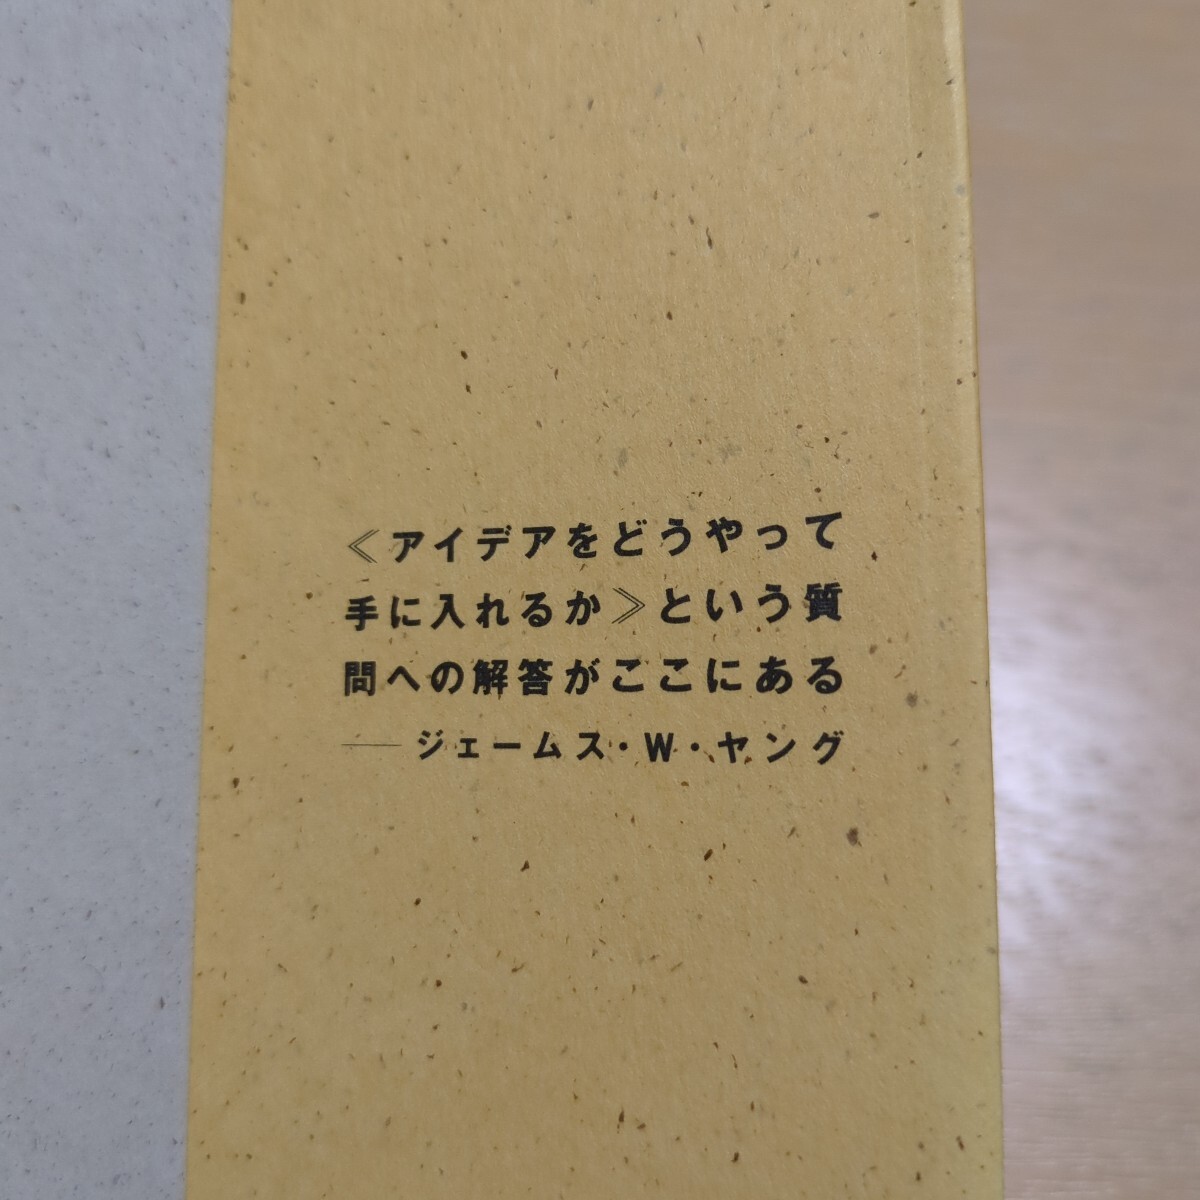 《アイデアをどうやって
手に入れるか》という質
問への解答がここにある
──ジェームス・W・ヤング